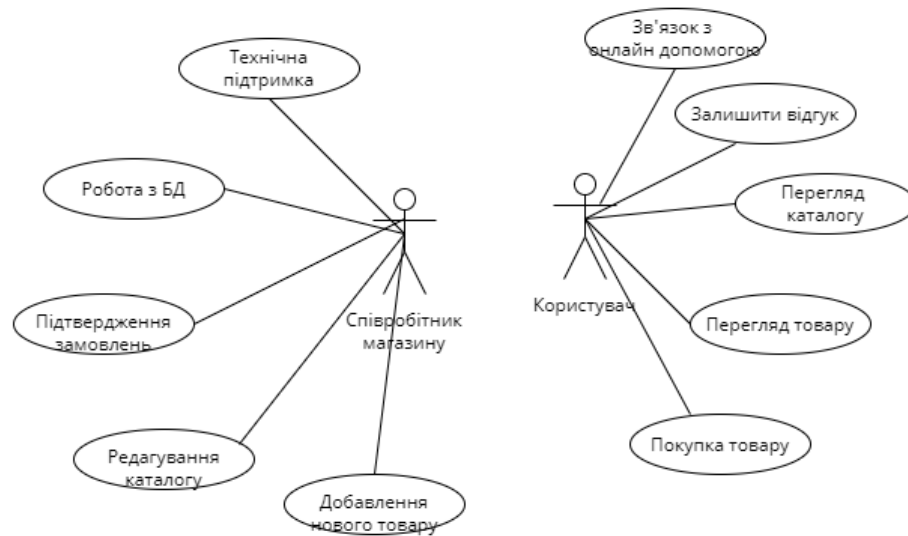 Технічна
підтримка
Робота з БД
Підтвердження
замовлень
Редагування
каталогу
Добавлення
нового товару
Співробітник
магазину
Зв'язок з
онлайн допомогою
Залишити відгук
Перегляд
каталогу
Перегляд товару
Покупка товару
Користувач